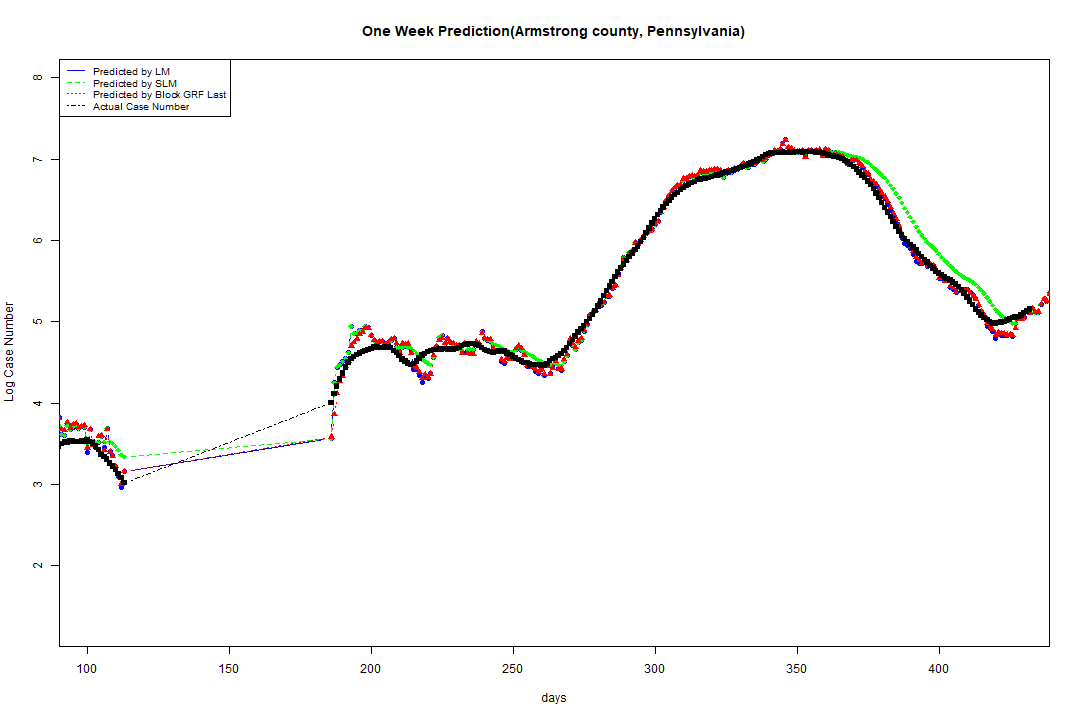 One Week Prediction(Armstrong county, Pennsylvania)
Predicted by LM
Predicted by SLM
Predicted by Block GRF Last
Actual Case Number
8
7
6
5
4
3
2
Log Case Number
100 150 200 250 300 350 400
days